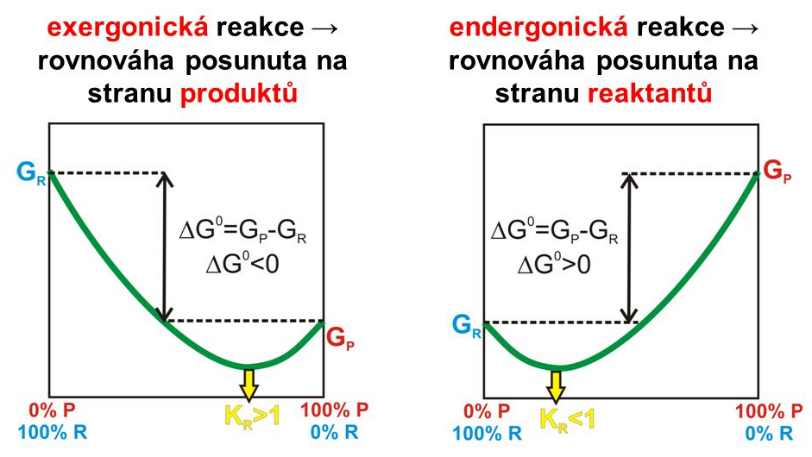 exergonická reakce →
rovnováha posunuta na
stranu produktů
G_R
ΔG⁰=G_P-G_R
ΔG⁰<0
G_P
K_R>1
0% P
100% R
100% P
0% R
endergonická reakce →
rovnováha posunuta na
stranu reaktantů
G_P
ΔG⁰=G_P-G_R
ΔG⁰>0
G_R
K_R<1
0% P
100% R
100% P
0% R